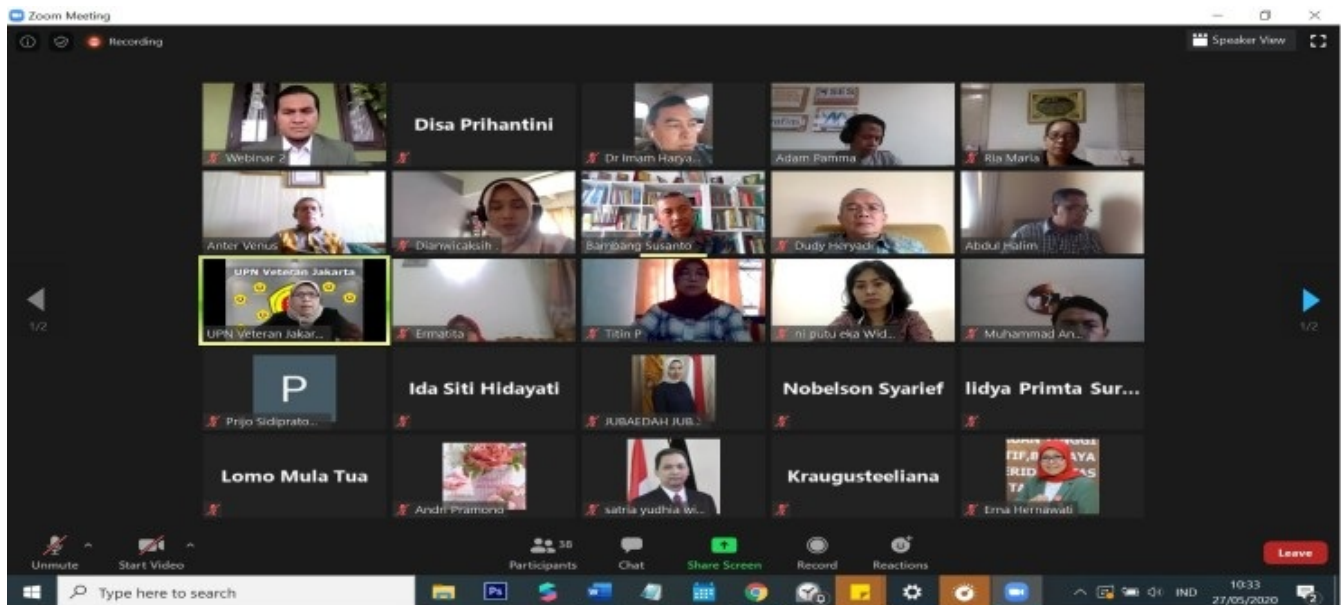 Zoom Meeting
Recording
Speaker View
Webinar 2
Disa Prihantini
Dr Imam Harya...
Adam Pamma
Ria Maria
Anter Venus
Dianwicaksih
Bambang Susanto
Dudy Heryadi
Abdul Halim
UPN Veteran Jakarta
UPN Veteran Jakar...
Ermatita
Titin P
ni putu eka Wid...
Muhammad An...
1/2
1/2
P
Prijo Sidiprato...
Ida Siti Hidayati
JUBAEDAH JUB...
Nobelson Syarief
lidya Primta Sur...
Lomo Mula Tua
Andri Pramono
satria yudhia wi...
Kraugusteeliana
Erna Hernawati
Unmute
Start Video
38
Participants
Chat
Share Screen
Record
Reactions
Leave
Type here to search
Ps
IND
10:33
27/05/2020
2